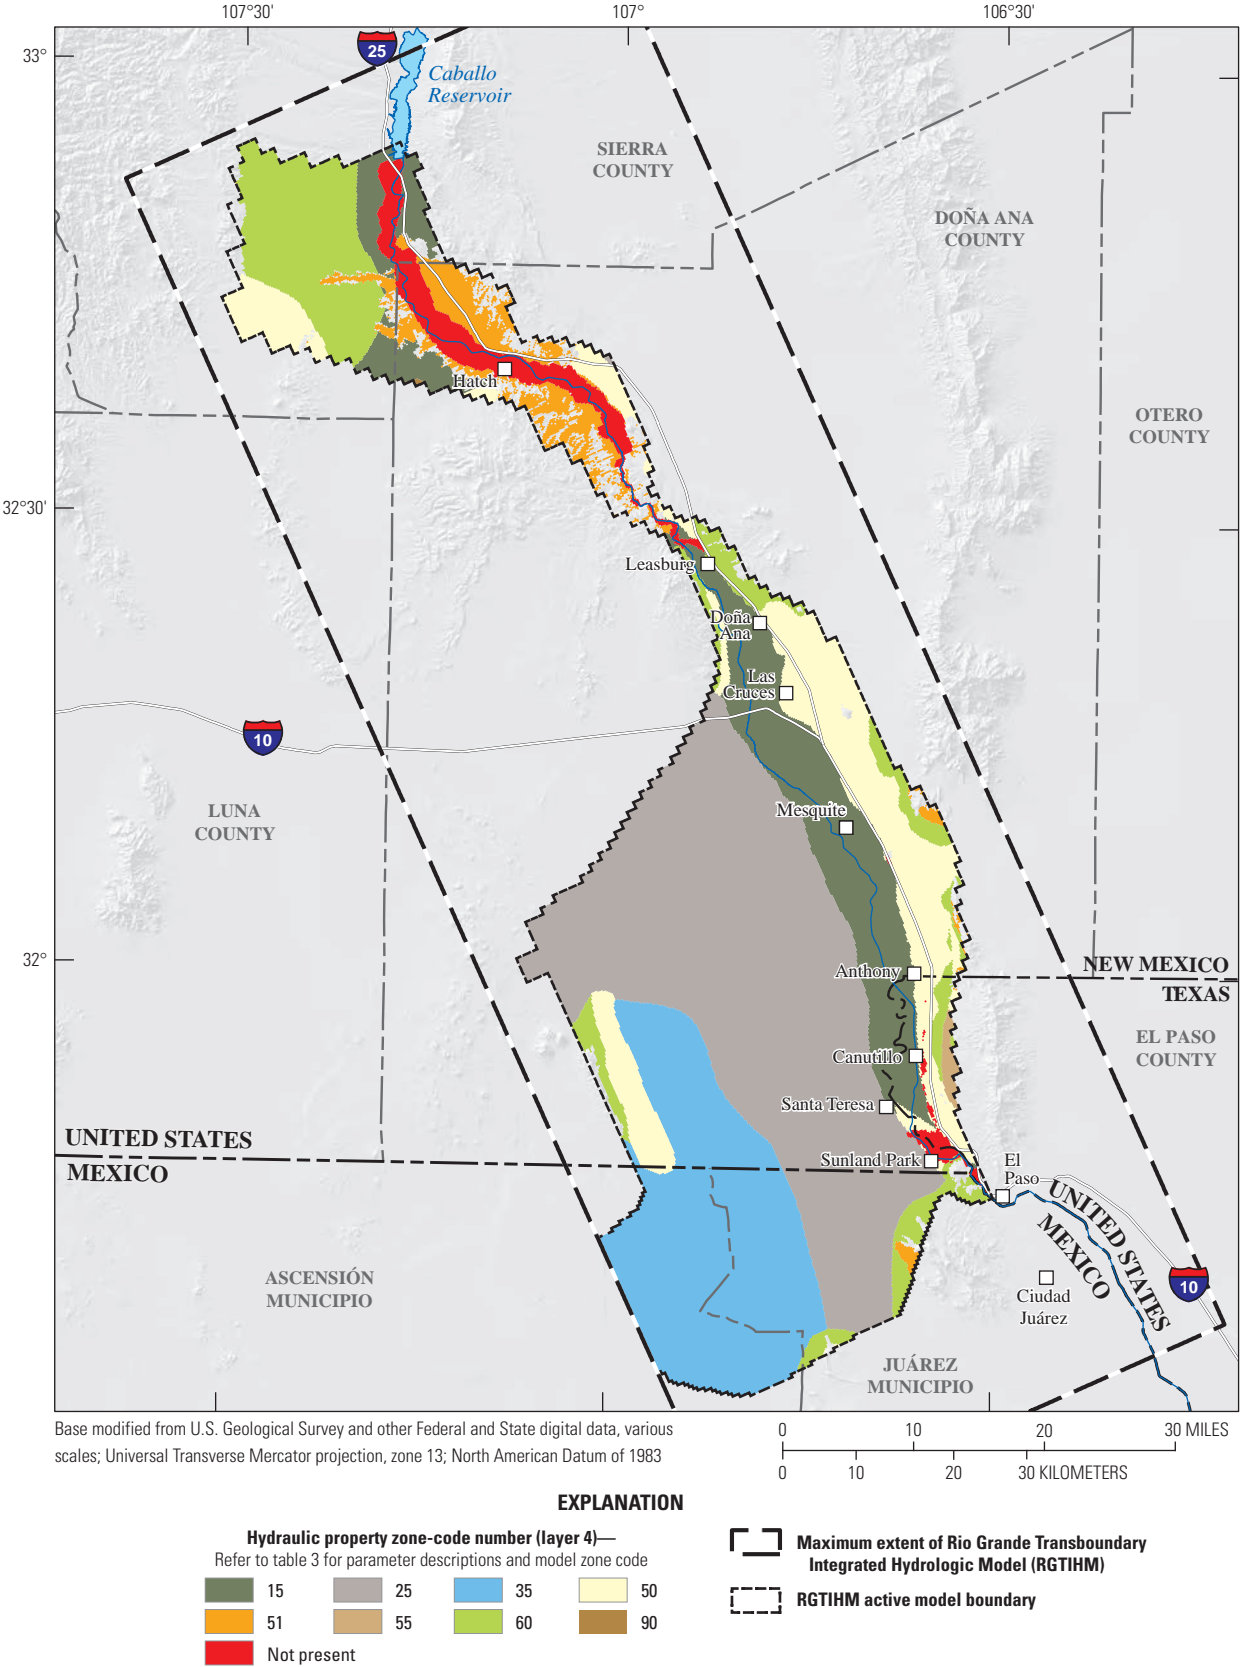 107°30'
107°
106°30'
33°
25
Caballo
Reservoir
SIERRA
COUNTY
DOÑA ANA
COUNTY
Hatch
OTERO
COUNTY
32°30'
Leasburg
Doña
Ana
Las
Cruces
10
LUNA
COUNTY
Mesquite
32°
Anthony
NEW MEXICO
TEXAS
EL PASO
COUNTY
Canutillo
Santa Teresa
UNITED STATES
MEXICO
Sunland Park
El
Paso
UNITED STATES
MEXICO
ASCENSIÓN
MUNICIPIO
10
Ciudad
Juárez
JUÁREZ
MUNICIPIO
Base modified from U.S. Geological Survey and other Federal and State digital data, various
scales; Universal Transverse Mercator projection, zone 13; North American Datum of 1983
0 10 20 30 MILES
0 10 20 30 KILOMETERS
EXPLANATION
Hydraulic property zone-code number (layer 4)—
Refer to table 3 for parameter descriptions and model zone code
15 25 35 50
51 55 60 90
Not present
Maximum extent of Rio Grande Transboundary
Integrated Hydrologic Model (RGTIHM)
RGTIHM active model boundary